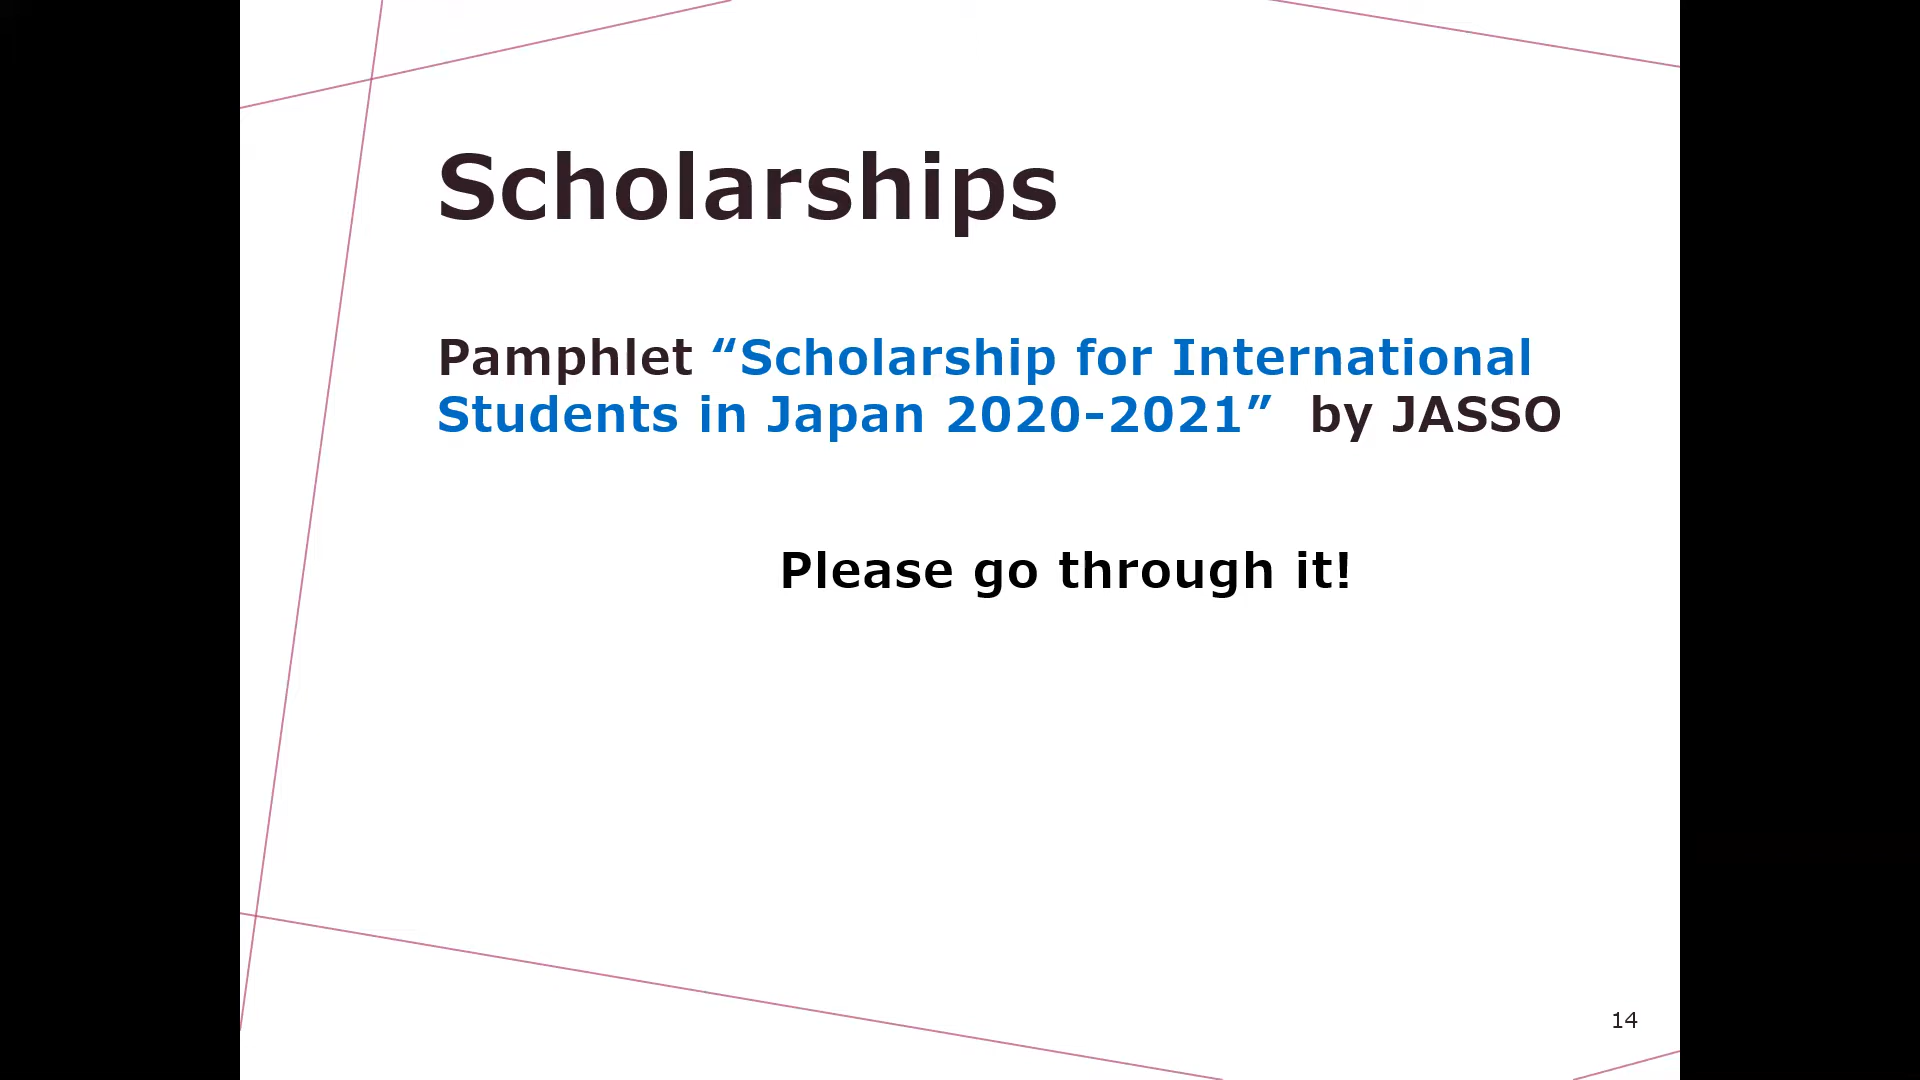 Scholarships
Pamphlet “Scholarship for International
Students in Japan 2020-2021” by JASSO
Please go through it!
14